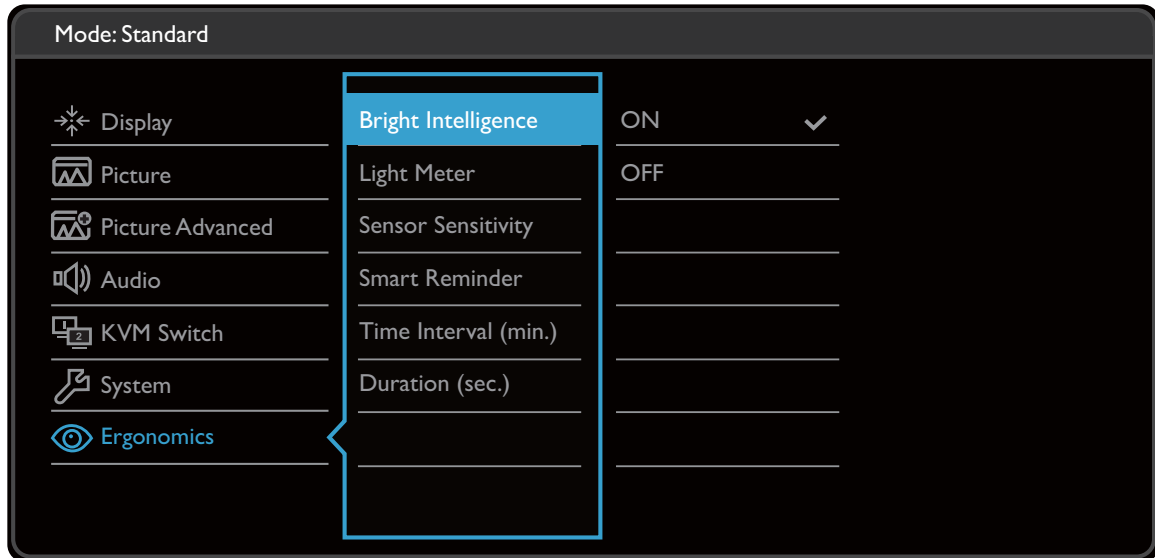 Mode: Standard
Display
Picture
Picture Advanced
Audio
2
KVM Switch
System
Ergonomics
Bright Intelligence
Light Meter
Sensor Sensitivity
Smart Reminder
Time Interval (min.)
Duration (sec.)
ON
OFF